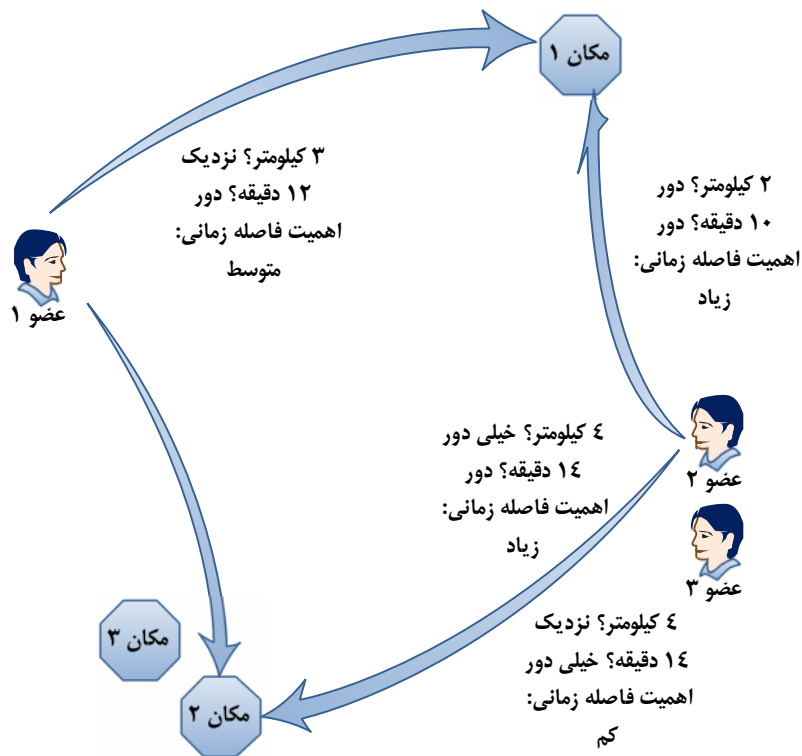 مکان ۱
۳ کیلومتر؟ نزدیک
۱۲ دقیقه؟ دور
اهمیت فاصله زمانی:
متوسط
۲ کیلومتر؟ دور
۱۰ دقیقه؟ دور
اهمیت فاصله زمانی:
زیاد
عضو ۱
٤ کیلومتر؟ خیلی دور
۱٤ دقیقه؟ دور
اهمیت فاصله زمانی:
زیاد
عضو ۲
عضو ۳
٤ کیلومتر؟ نزدیک
۱٤ دقیقه؟ خیلی دور
اهمیت فاصله زمانی:
کم
مکان ۳
مکان ۲